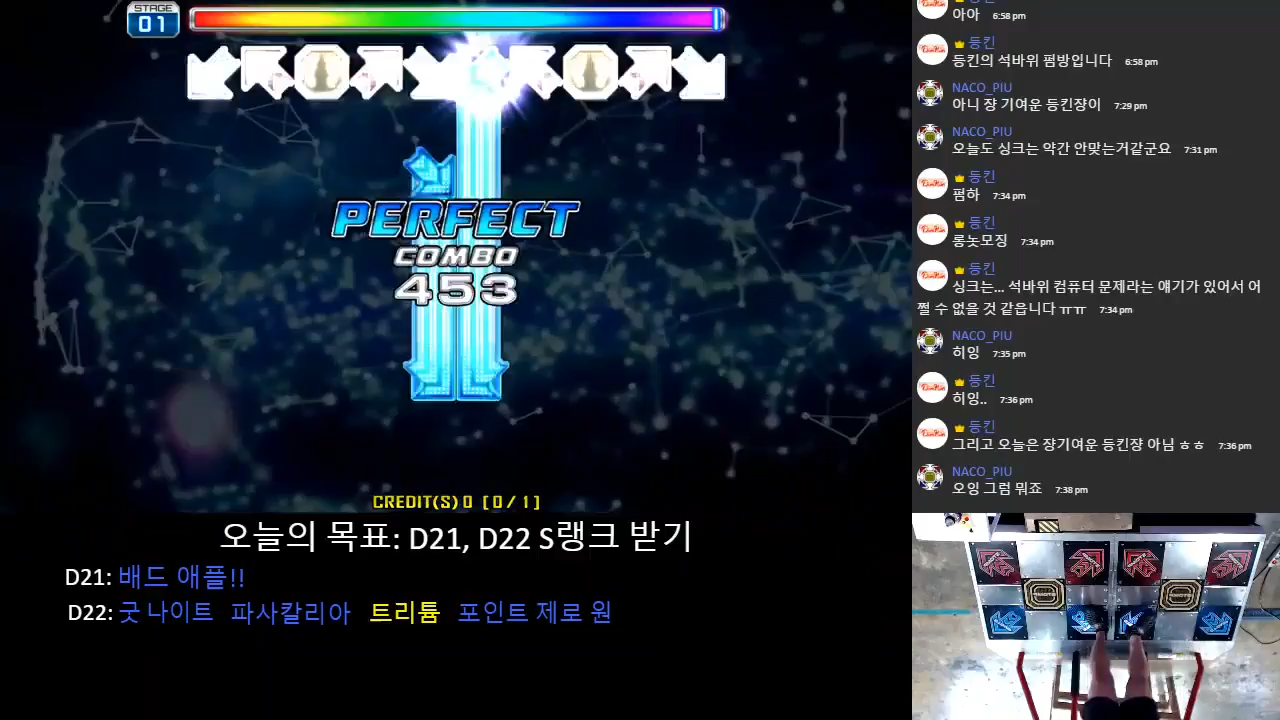 STAGE
01
PERFECT
COMBO
453
CREDIT(S) 0 [0/1]
오늘의 목표: D21, D22 S랭크 받기
D21: 배드 애플!!
D22: 굿 나이트 파사칼리아 트리튬 포인트 제로 원
아아 6:58 pm
등킨
등킨의 석바위 펌방입니다 6:58 pm
NACO_PIU
아니 쟝 기여운 등킨쟝이 7:29 pm
NACO_PIU
오늘도 싱크는 약간 안맞는거같군요 7:31 pm
등킨
펌하 7:34 pm
등킨
롱놋모징 7:34 pm
등킨
싱크는... 석바위 컴퓨터 문제라는 얘기가 있어서 어
쩔 수 없을 것 같읍니다 ㅠㅠ 7:34 pm
NACO_PIU
히잉 7:35 pm
등킨
히잉.. 7:36 pm
등킨
그리고 오늘은 쟝기여운 등킨쟝 아님 ㅎㅎ 7:36 pm
NACO_PIU
오잉 그럼 뭐죠 7:38 pm